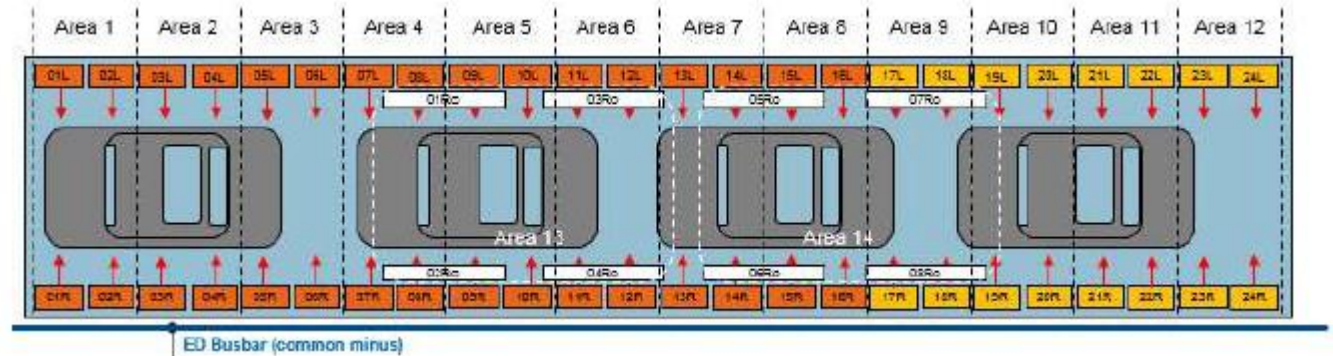 Area 1 Area 2 Area 3 Area 4 Area 5 Area 6 Area 7 Area 8 Area 9 Area 10 Area 11 Area 12
01L 02L 03L 04L 05L 06L 07L 08L 09L 10L 11L 12L 13L 14L 15L 16L 17L 18L 19L 20L 21L 22L 23L 24L
01Ro 03Ro 05Ro 07Ro
Area 13 Area 14
02Ro 04Ro 06Ro 08Ro
01R 02R 03R 04R 05R 06R 07R 08R 09R 10R 11R 12R 13R 14R 15R 16R 17R 18R 19R 20R 21R 22R 23R 24R
ED Busbar (common minus)